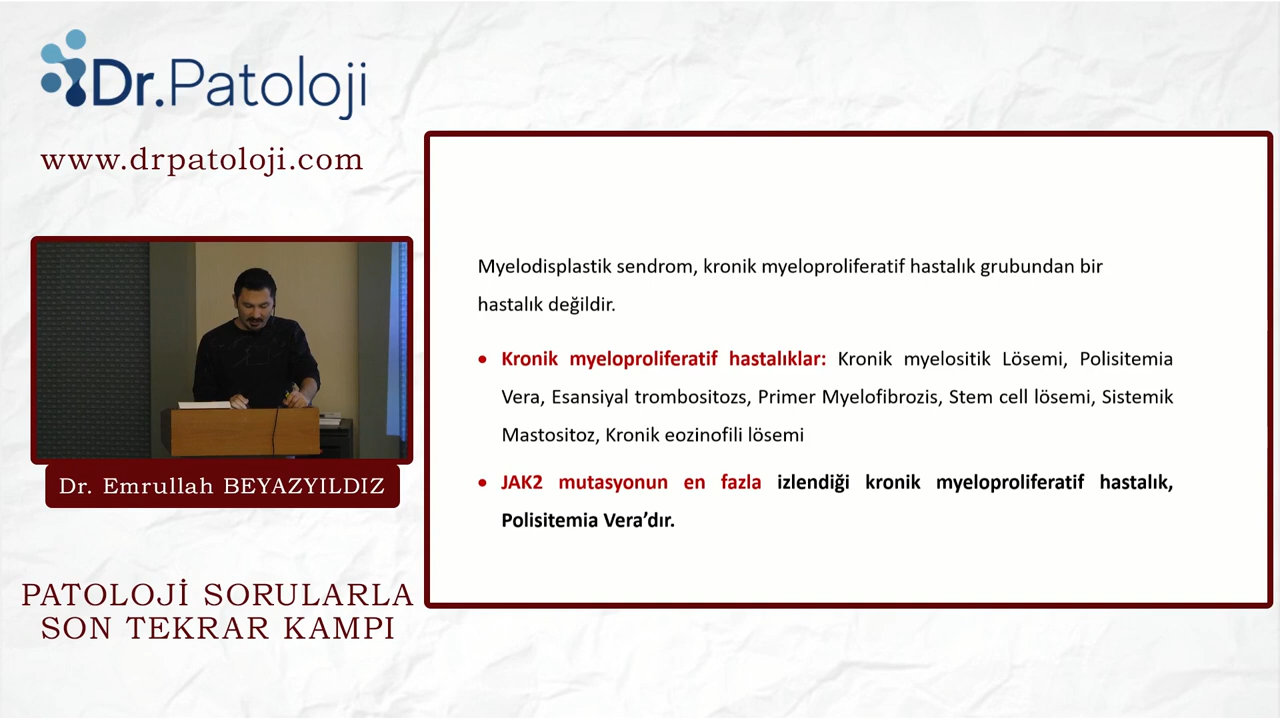 Dr.Patoloji
www.drpatoloji.com
Dr. Emrullah BEYAZYILDIZ
PATOLOJİ SORULARLA
SON TEKRAR KAMPI
Myelodisplastik sendrom, kronik myeloproliferatif hastalık grubundan bir
hastalık değildir.
• Kronik myeloproliferatif hastalıklar: Kronik myelositik Lösemi, Polisitemia
Vera, Esansiyal trombositozs, Primer Myelofibrozis, Stem cell lösemi, Sistemik
Mastositoz, Kronik eozinofili lösemi
• JAK2 mutasyonun en fazla izlendiği kronik myeloproliferatif hastalık,
Polisitemia Vera’dır.